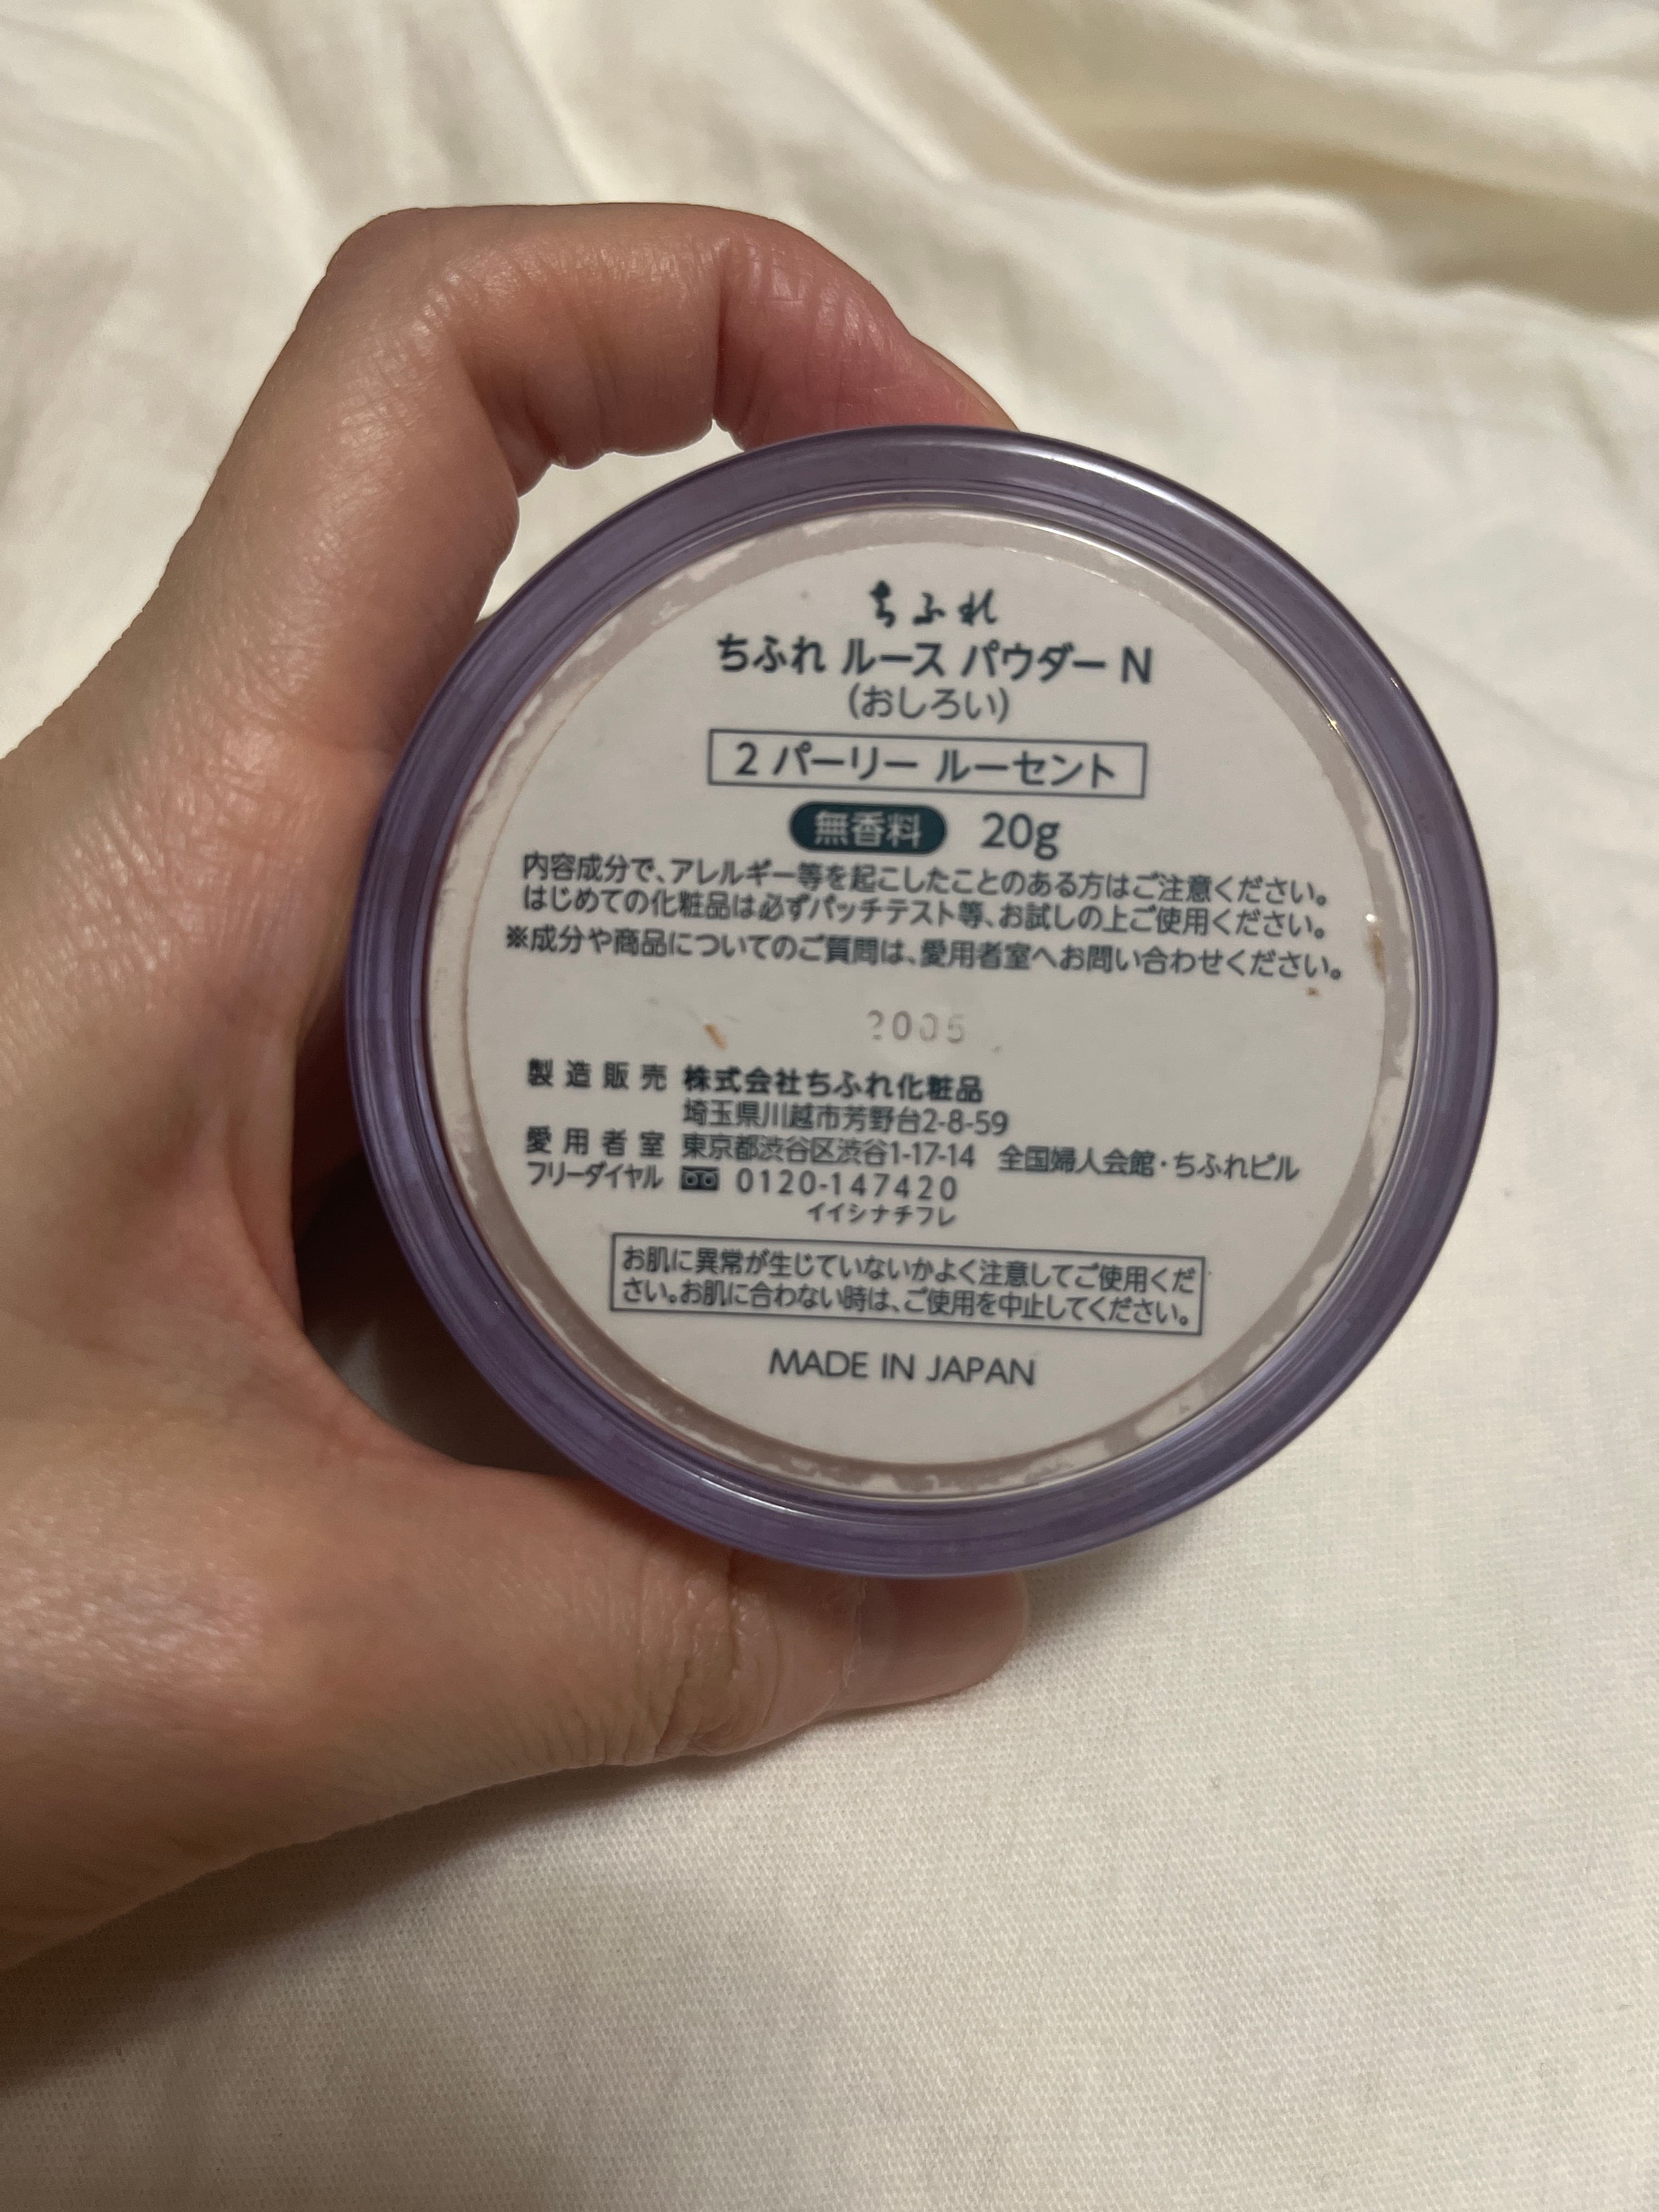 ちふれ
ちふれ ルース パウダー N
(おしろい)
2 パーリー ルーセント
無香料 20g
内容成分で、アレルギー等を起こしたことのある方はご注意ください。
はじめての化粧品は必ずパッチテスト等、お試しの上ご使用ください。
※成分や商品についてのご質問は、愛用者室へお問い合わせください。
2005
製造販売 株式会社ちふれ化粧品
埼玉県川越市芳野台2-8-59
愛用者室 東京都渋谷区渋谷1-17-14 全国婦人会館・ちふれビル
フリーダイヤル 0120-147420
イイシナチフレ
お肌に異常が生じていないかよく注意してご使用くだ
さい。お肌に合わない時は、ご使用を中止してください。
MADE IN JAPAN